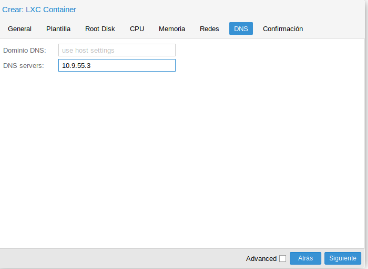 Crear: LXC Container
General Plantilla Root Disk CPU Memoria Redes DNS Confirmación
Dominio DNS: use host settings
DNS servers: 10.9.55.3
Advanced Atras Siguiente